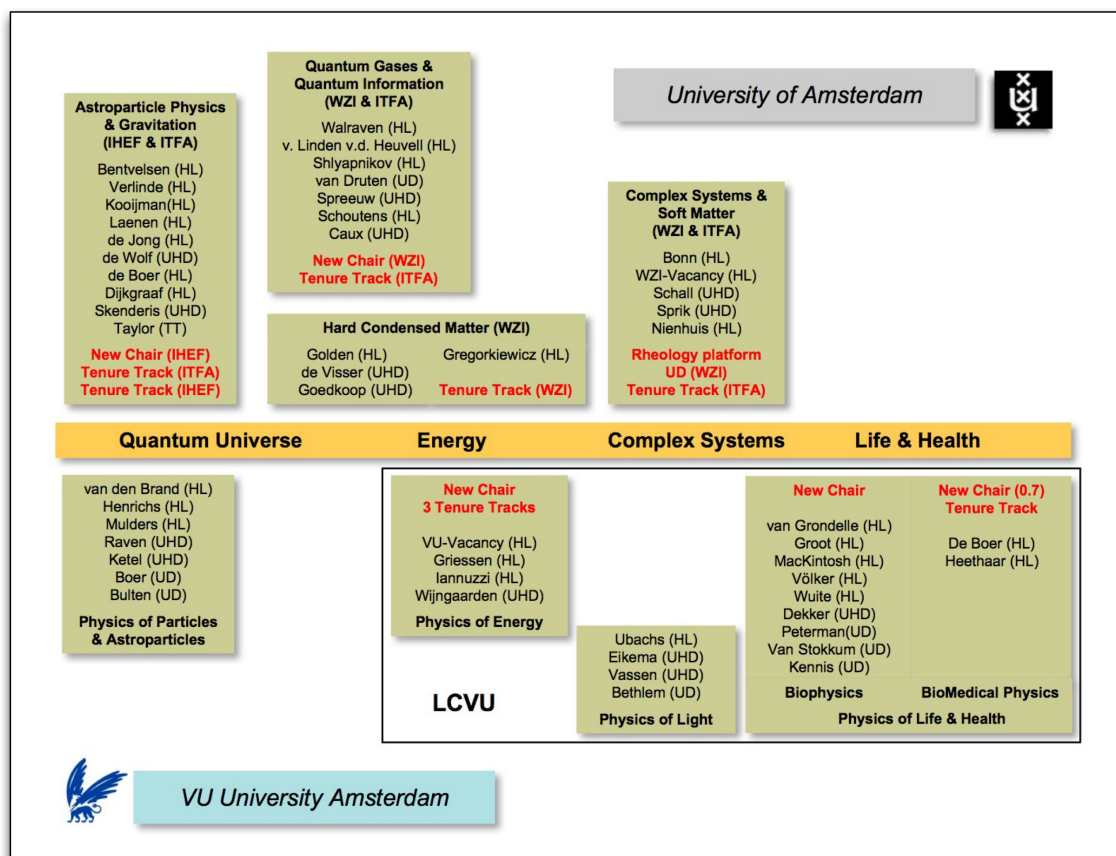 Quantum Gases &
Quantum Information
(WZI & ITFA)
Walraven (HL)
v. Linden v.d. Heuvell (HL)
Shlyapnikov (HL)
van Druten (UD)
Spreeuw (UHD)
Schoutens (HL)
Caux (UHD)
New Chair (WZI)
Tenure Track (ITFA)
University of Amsterdam
Astroparticle Physics
& Gravitation
(IHEF & ITFA)
Bentvelsen (HL)
Verlinde (HL)
Kooijman(HL)
Laenen (HL)
de Jong (HL)
de Wolf (UHD)
de Boer (HL)
Dijkgraaf (HL)
Skenderis (UHD)
Taylor (TT)
New Chair (IHEF)
Tenure Track (ITFA)
Tenure Track (IHEF)
Complex Systems &
Soft Matter
(WZI & ITFA)
Bonn (HL)
WZI-Vacancy (HL)
Schall (UHD)
Sprik (UHD)
Nienhuis (HL)
Rheology platform
UD (WZI)
Tenure Track (ITFA)
Hard Condensed Matter (WZI)
Golden (HL)
de Visser (UHD)
Goedkoop (UHD)
Gregorkiewicz (HL)
Tenure Track (WZI)
Quantum Universe
Energy
Complex Systems
Life & Health
van den Brand (HL)
Henrichs (HL)
Mulders (HL)
Raven (UHD)
Ketel (UHD)
Boer (UD)
Bulten (UD)
Physics of Particles
& Astroparticles
New Chair
3 Tenure Tracks
VU-Vacancy (HL)
Griessen (HL)
Iannuzzi (HL)
Wijngaarden (UHD)
Physics of Energy
LCVU
Ubachs (HL)
Eikema (UHD)
Vassen (UHD)
Bethlem (UD)
Physics of Light
New Chair
van Grondelle (HL)
Groot (HL)
MacKintosh (HL)
Völker (HL)
Wuite (HL)
Dekker (UHD)
Peterman(UD)
Van Stokkum (UD)
Kennis (UD)
Biophysics
New Chair (0.7)
Tenure Track
De Boer (HL)
Heethaar (HL)
BioMedical Physics
Physics of Life & Health
VU University Amsterdam